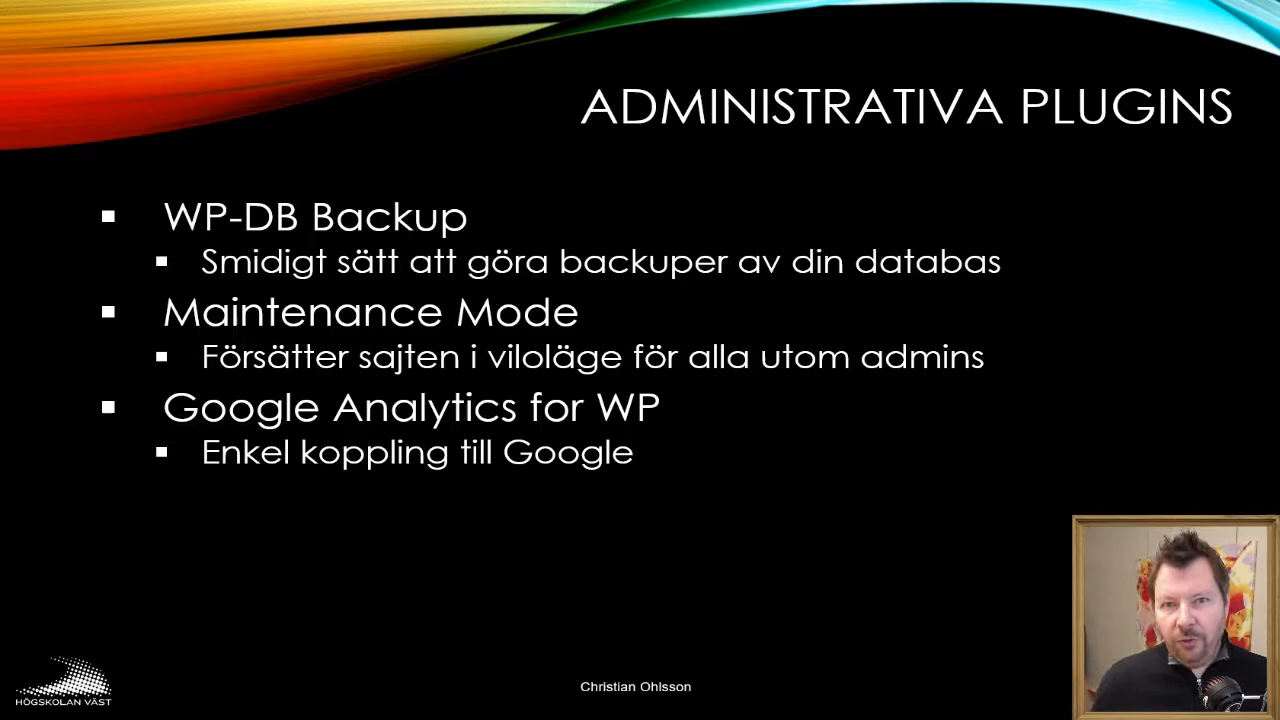 ADMINISTRATIVA PLUGINS
WP-DB Backup
Smidigt sätt att göra backuper av din databas
Maintenance Mode
Försätter sajten i viloläge för alla utom admins
Google Analytics for WP
Enkel koppling till Google
HÖGSKOLAN VÄST
Christian Ohlsson